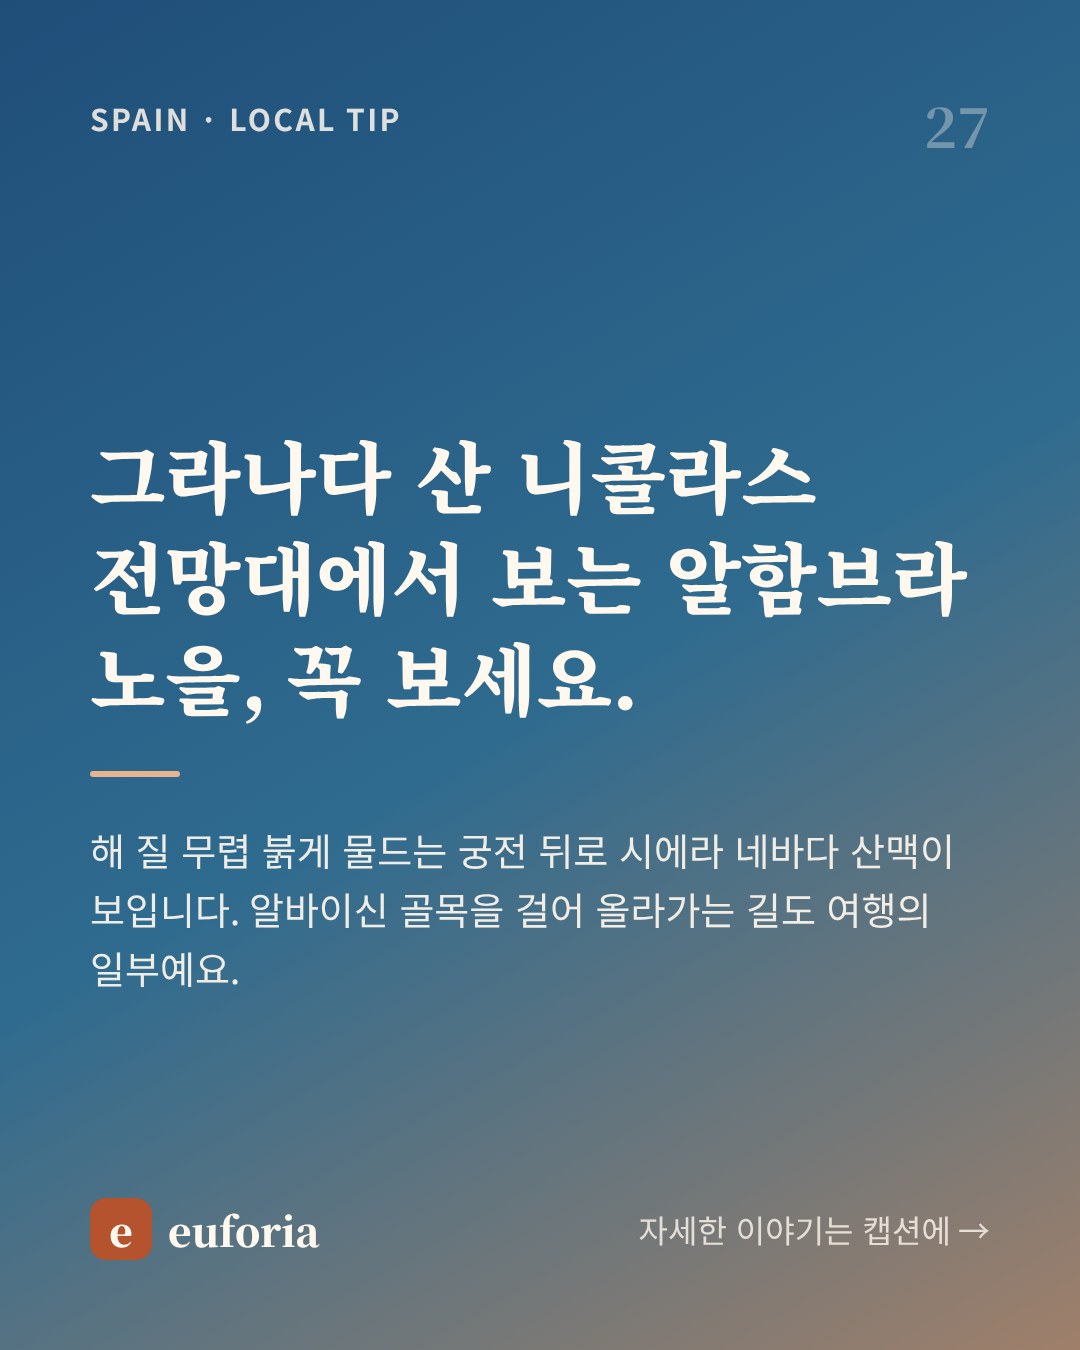 SPAIN · LOCAL TIP
27
그라나다 산 니콜라스
전망대에서 보는 알함브라
노을, 꼭 보세요.
해 질 무렵 붉게 물드는 궁전 뒤로 시에라 네바다 산맥이
보입니다. 알바이신 골목을 걸어 올라가는 길도 여행의
일부예요.
e euforia
자세한 이야기는 캡션에 →